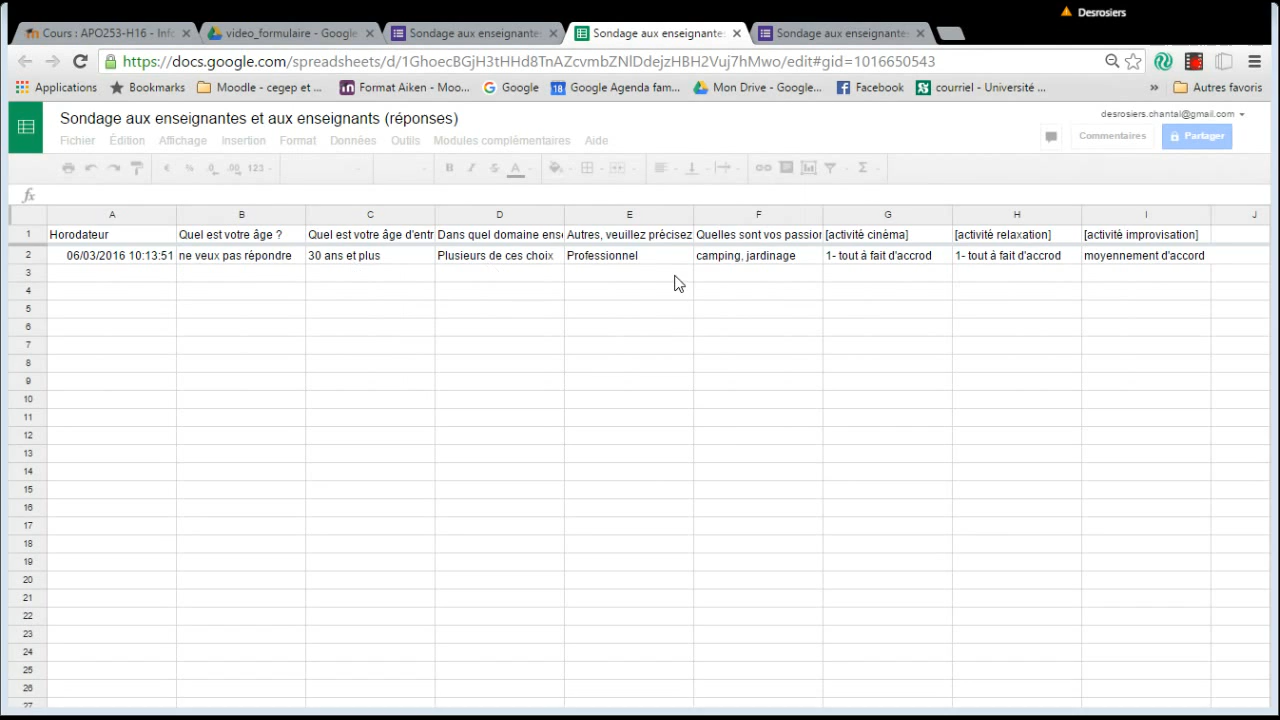 Desrosiers
Cours : APO253-H16 - Info
video_formulaire - Google
Sondage aux enseignante
Sondage aux enseignante
Sondage aux enseignante
https://docs.google.com/spreadsheets/d/1GhoecBGjH3tHHd8TnAZcvmbZNlDdejzHBH2Vuj7hMwo/edit#gid=1016650543
Applications Bookmarks Moodle - cegep et ... Format Aiken - Moo... Google Google Agenda fam... Mon Drive - Google... Facebook courriel - Université ... » Autres favoris
Sondage aux enseignantes et aux enseignants (réponses)
desrosiers.chantal@gmail.com
Fichier Édition Affichage Insertion Format Données Outils Modules complémentaires Aide
Commentaires Partager
€ % .0 .00 123 B I S A Σ
fx
A B C D E F G H I J
1 Horodateur Quel est votre âge ? Quel est votre âge d'entr Dans quel domaine ense Autres, veuillez précisez Quelles sont vos passion [activité cinéma] [activité relaxation] [activité improvisation]
2 06/03/2016 10:13:51 ne veux pas répondre 30 ans et plus Plusieurs de ces choix Professionnel camping, jardinage 1- tout à fait d'accrod 1- tout à fait d'accrod moyennement d'accord
3
4
5
6
7
8
9
10
11
12
13
14
15
16
17
18
19
20
21
22
23
24
25
26
27